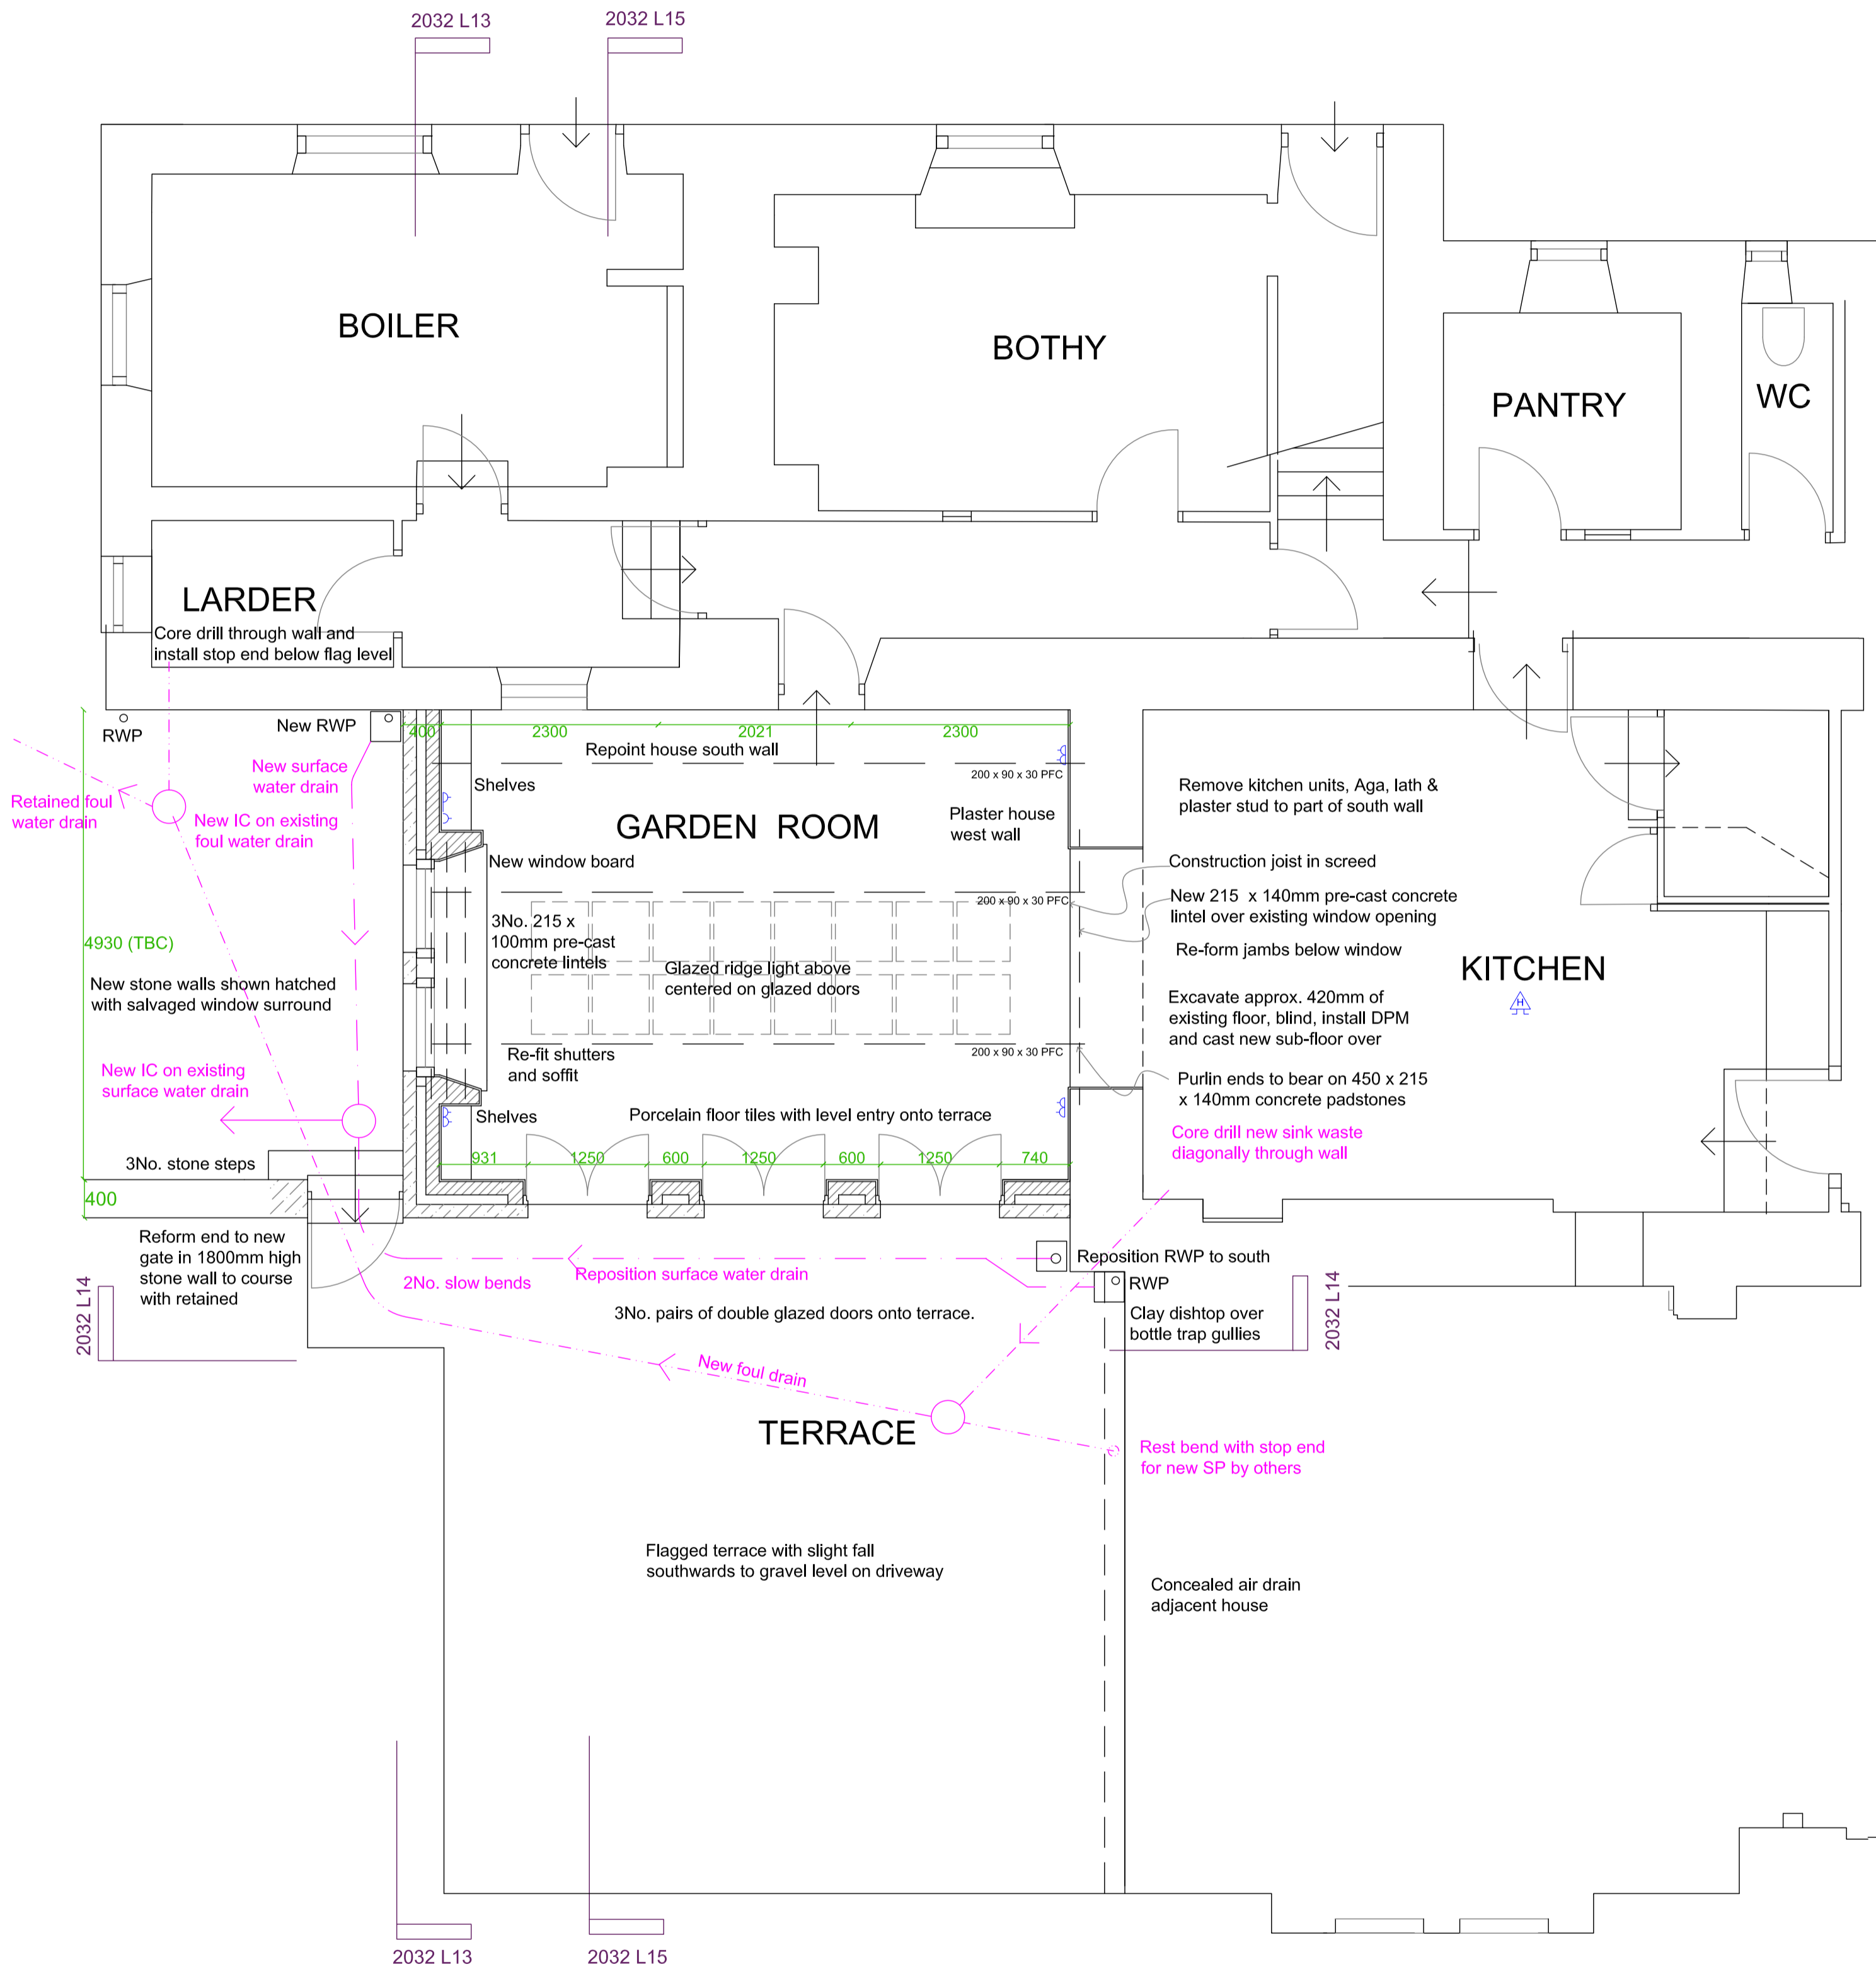 2032 L13
2032 L15
BOILER
BOTHY
PANTRY
WC
LARDER
Core drill through wall and
install stop end below flag level
RWP
New RWP
400
2300
2021
2300
Repoint house south wall
200 x 90 x 30 PFC
New surface
water drain
Shelves
Retained foul
water drain
New IC on existing
foul water drain
GARDEN ROOM
Plaster house
west wall
Remove kitchen units, Aga, lath &
plaster stud to part of south wall
New window board
Construction joist in screed
200 x 90 x 30 PFC
New 215 x 140mm pre-cast concrete
lintel over existing window opening
3No. 215 x
100mm pre-cast
concrete lintels
4930 (TBC)
Re-form jambs below window
Glazed ridge light above
centered on glazed doors
KITCHEN
H
New stone walls shown hatched
with salvaged window surround
Excavate approx. 420mm of
existing floor, blind, install DPM
and cast new sub-floor over
Re-fit shutters
and soffit
200 x 90 x 30 PFC
New IC on existing
surface water drain
Purlin ends to bear on 450 x 215
x 140mm concrete padstones
Shelves
Porcelain floor tiles with level entry onto terrace
Core drill new sink waste
diagonally through wall
3No. stone steps
931
1250
600
1250
600
1250
740
400
Reform end to new
gate in 1800mm high
stone wall to course
with retained
2No. slow bends
Reposition surface water drain
Reposition RWP to south
RWP
2032 L14
3No. pairs of double glazed doors onto terrace.
Clay dishtop over
bottle trap gullies
2032 L14
New foul drain
TERRACE
Rest bend with stop end
for new SP by others
Flagged terrace with slight fall
southwards to gravel level on driveway
Concealed air drain
adjacent house
2032 L13
2032 L15